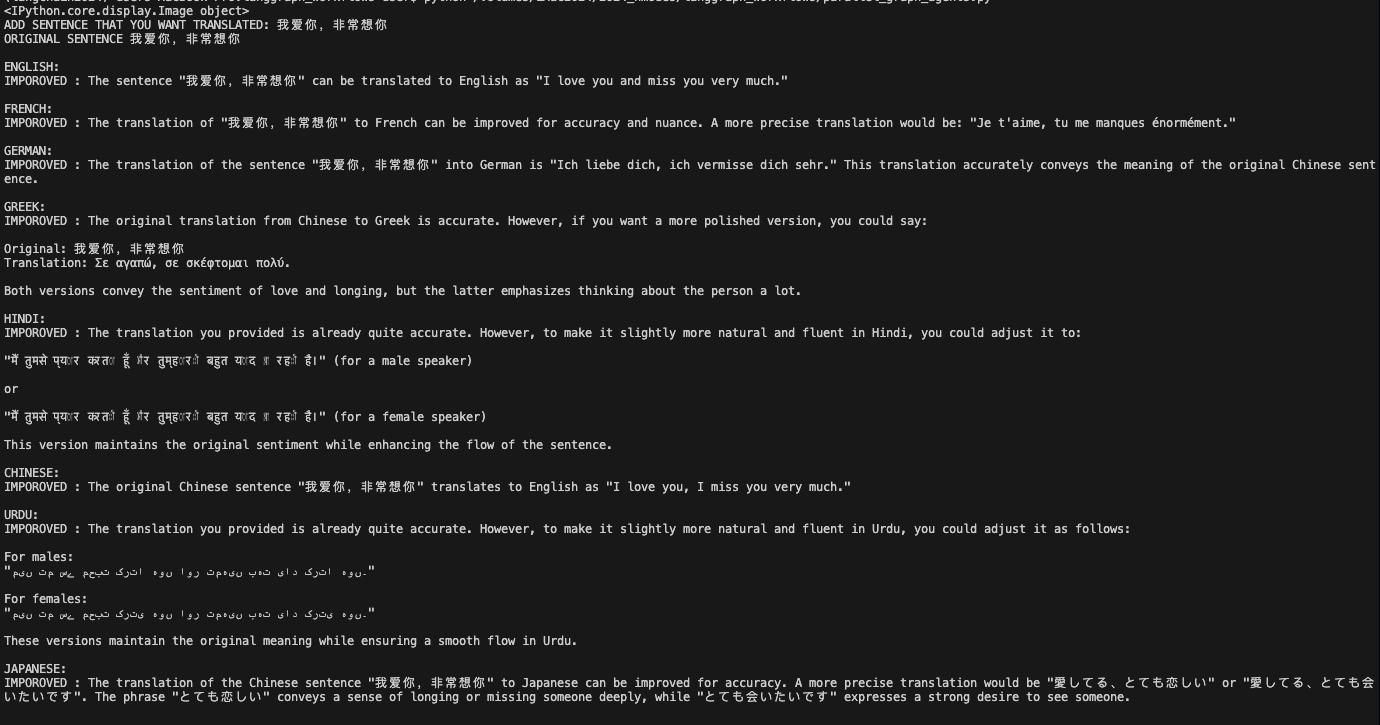 <IPython.core.display.Image object>
ADD SENTENCE THAT YOU WANT TRANSLATED: 我爱你, 非常想你
ORIGINAL SENTENCE 我爱你, 非常想你
ENGLISH:
IMPOROVED : The sentence "我爱你, 非常想你" can be translated to English as "I love you and miss you very much."
FRENCH:
IMPOROVED : The translation of "我爱你, 非常想你" to French can be improved for accuracy and nuance. A more precise translation would be: "Je t'aime, tu me manques énormément."
GERMAN:
IMPOROVED : The translation of the sentence "我爱你, 非常想你" into German is "Ich liebe dich, ich vermisse dich sehr." This translation accurately conveys the meaning of the original Chinese sent
ence.
GREEK:
IMPOROVED : The original translation from Chinese to Greek is accurate. However, if you want a more polished version, you could say:
Original: 我爱你, 非常想你
Translation: Σε αγαπώ, σε σκέφτομαι πολύ.
Both versions convey the sentiment of love and longing, but the latter emphasizes thinking about the person a lot.
HINDI:
IMPOROVED : The translation you provided is already quite accurate. However, to make it slightly more natural and fluent in Hindi, you could adjust it to:
"मैं तुमसे प्यार करता हूँ और तुम्हारी बहुत याद आ रही है।" (for a male speaker)
or
"मैं तुमसे प्यार करती हूँ और तुम्हारी बहुत याद आ रही है।" (for a female speaker)
This version maintains the original sentiment while enhancing the flow of the sentence.
CHINESE:
IMPOROVED : The original Chinese sentence "我爱你, 非常想你" translates to English as "I love you, I miss you very much."
URDU:
IMPOROVED : The translation you provided is already quite accurate. However, to make it slightly more natural and fluent in Urdu, you could adjust it as follows:
For males:
"میں تم سے محبت کرتا ہوں اور تمہیں بہت یاد کرتا ہوں۔"
For females:
"میں تم سے محبت کرتی ہوں اور تمہیں بہت یاد کرتی ہوں۔"
These versions maintain the original meaning while ensuring a smooth flow in Urdu.
JAPANESE:
IMPOROVED : The translation of the Chinese sentence "我爱你, 非常想你" to Japanese can be improved for accuracy. A more precise translation would be "愛してる、とても恋しい" or "愛してる、とても会
いたいです". The phrase "とても恋しい" conveys a sense of longing or missing someone deeply, while "とても会いたいです" expresses a strong desire to see someone.